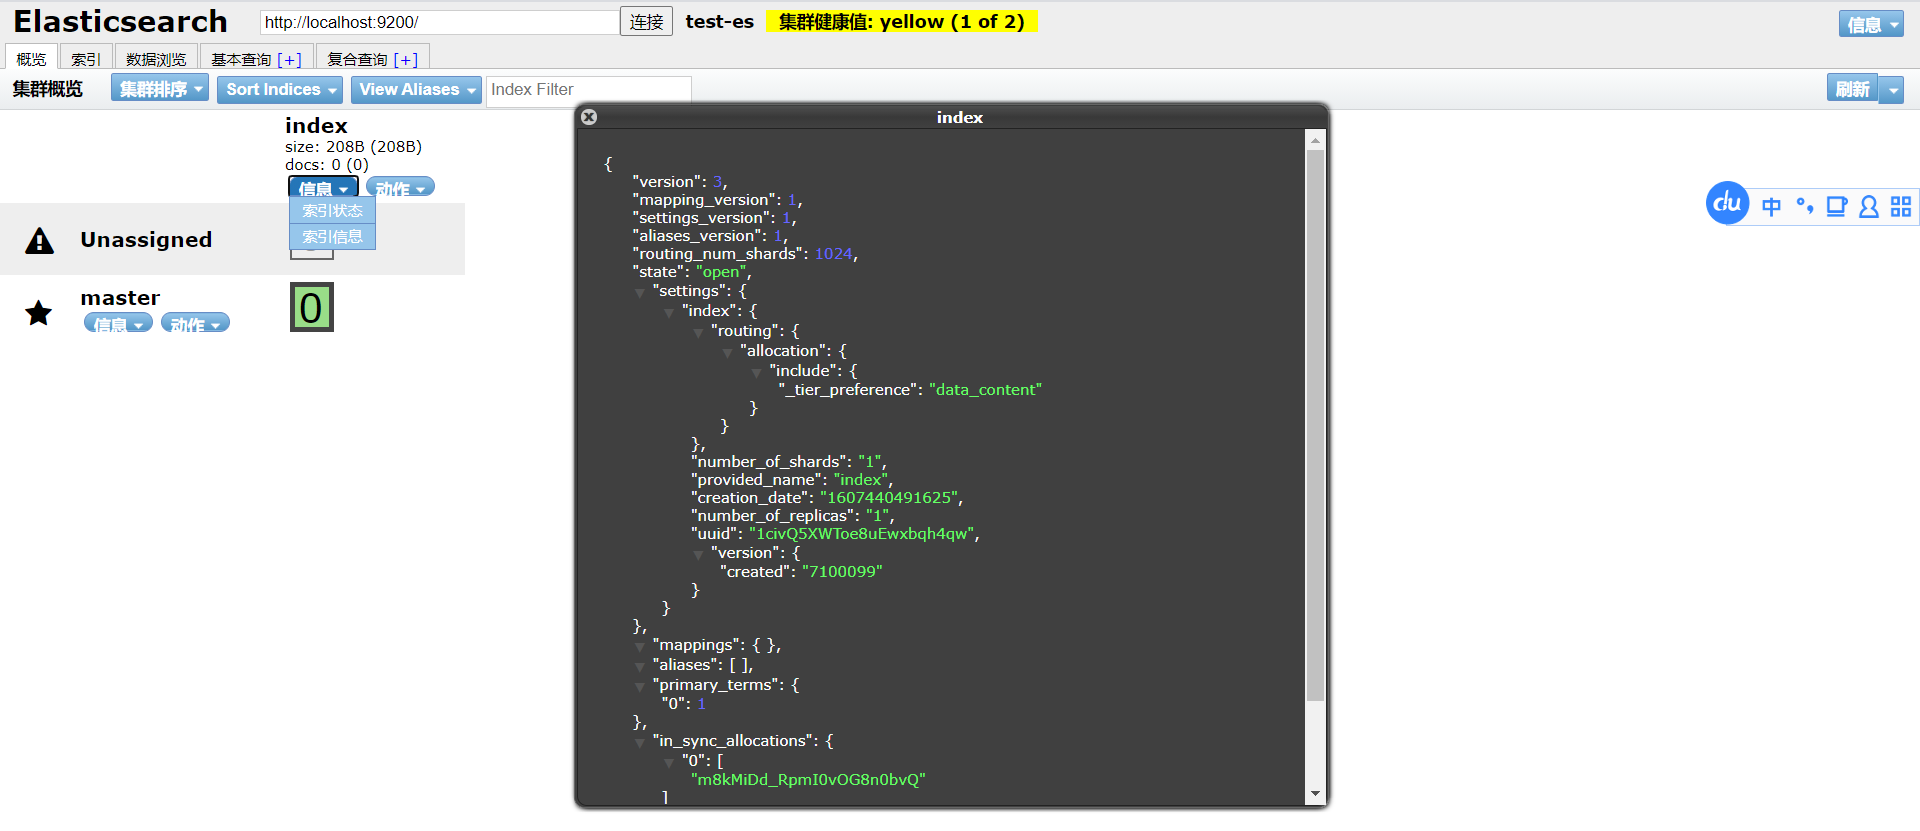 Elasticsearch
http://localhost:9200/
连接
test-es
集群健康值: yellow (1 of 2)
信息
概览
索引
数据浏览
基本查询 [+]
复合查询 [+]
集群概览
集群排序
Sort Indices
View Aliases
Index Filter
刷新
index
size: 208B (208B)
docs: 0 (0)
信息
动作
索引状态
索引信息
Unassigned
master
信息
动作
0
index
{
"version": 3,
"mapping_version": 1,
"settings_version": 1,
"aliases_version": 1,
"routing_num_shards": 1024,
"state": "open",
"settings": {
"index": {
"routing": {
"allocation": {
"include": {
"_tier_preference": "data_content"
}
}
},
"number_of_shards": "1",
"provided_name": "index",
"creation_date": "1607440491625",
"number_of_replicas": "1",
"uuid": "1civQ5XWToe8uEwxbqh4qw",
"version": {
"created": "7100099"
}
}
},
"mappings": { },
"aliases": [ ],
"primary_terms": {
"0": 1
},
"in_sync_allocations": {
"0": [
"m8kMiDd_RpmI0vOG8n0bvQ"
]
du
中